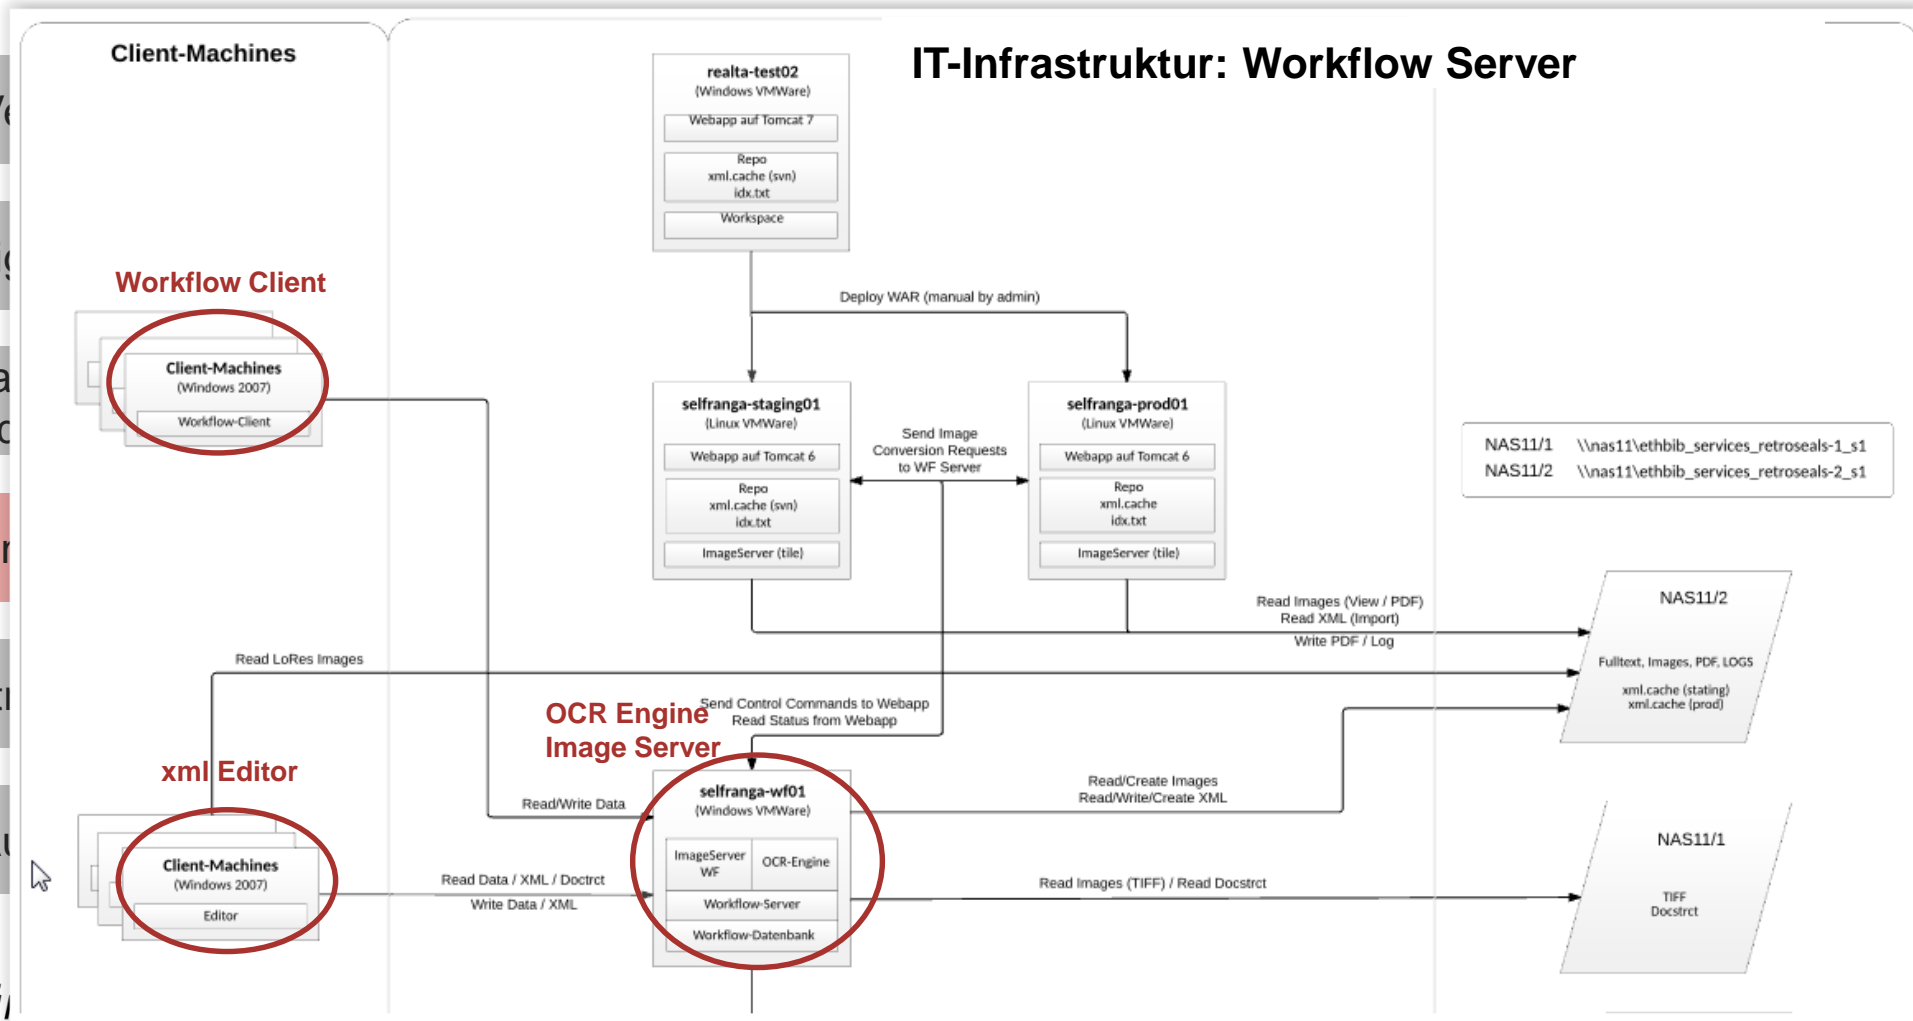 Client-Machines
IT-Infrastruktur: Workflow Server
realta-test02
(Windows VMWare)
Webapp auf Tomcat 7
Repo
xml.cache (svn)
idx.txt
Workspace
Workflow Client
Client-Machines
(Windows 2007)
Workflow-Client
Deploy WAR (manual by admin)
selfranga-staging01
(Linux VMWare)
Webapp auf Tomcat 6
Repo
xml.cache (svn)
idx.txt
ImageServer (tile)
Send Image
Conversion Requests
to WF Server
selfranga-prod01
(Linux VMWare)
Webapp auf Tomcat 6
Repo
xml.cache
idx.txt
ImageServer (tile)
NAS11/1 \\nas11\ethbib_services_retroseals-1_s1
NAS11/2 \\nas11\ethbib_services_retroseals-2_s1
Read Images (View / PDF)
Read XML (Import)
Write PDF / Log
NAS11/2
Fulltext, Images, PDF, LOGS
xml.cache (stating)
xml.cache (prod)
Read LoRes Images
Send Control Commands to Webapp
Read Status from Webapp
OCR Engine
Image Server
xml Editor
Client-Machines
(Windows 2007)
Editor
Read/Write Data
Read Data / XML / Doctrct
Write Data / XML
selfranga-wf01
(Windows VMWare)
ImageServer
WF
OCR-Engine
Workflow-Server
Workflow-Datenbank
Read/Create Images
Read/Write/Create XML
Read Images (TIFF) / Read Docstrct
NAS11/1
TIFF
Docstrct